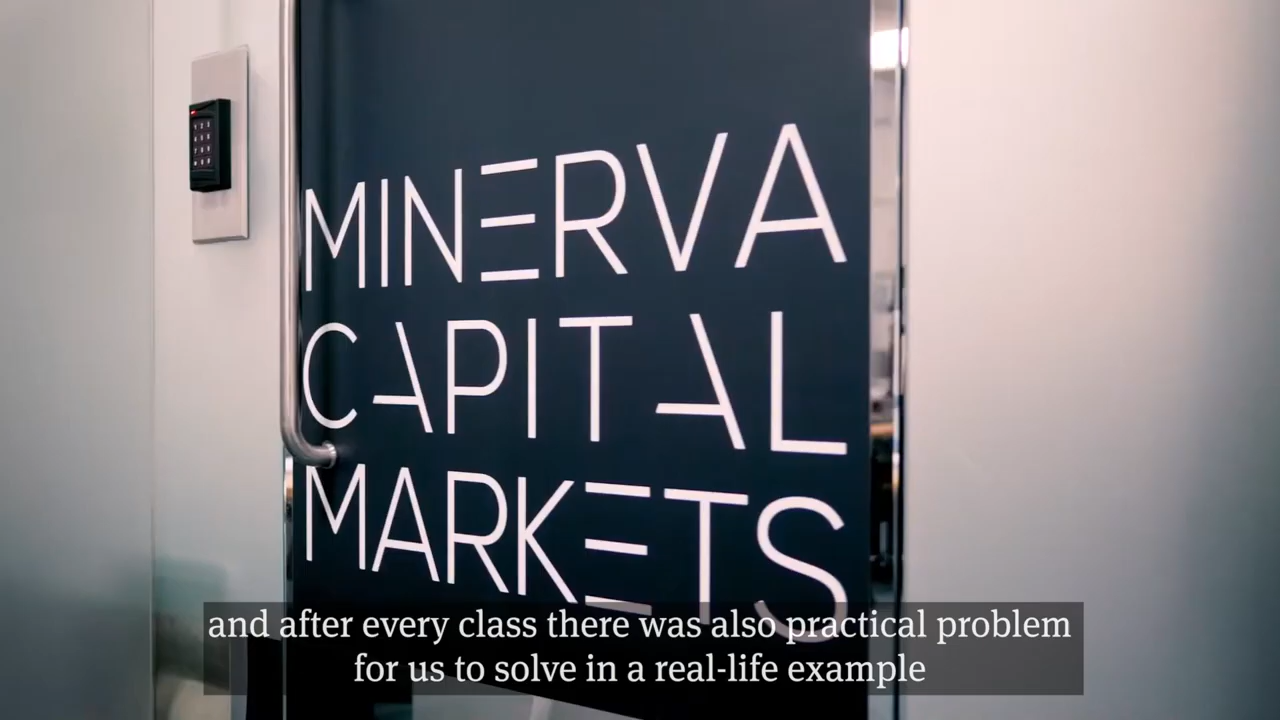 MINERVA
CAPITAL
MARKETS
and after every class there was also practical problem
for us to solve in a real-life example